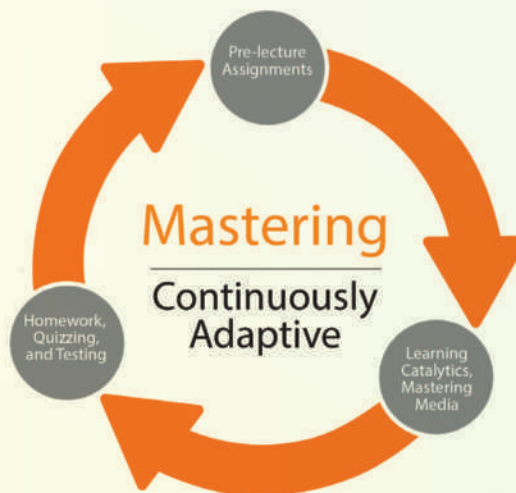 Pre-lecture
Assignments
Mastering
Continuously
Adaptive
Homework,
Quizzing,
and Testing
Learning
Catalytics,
Mastering
Media